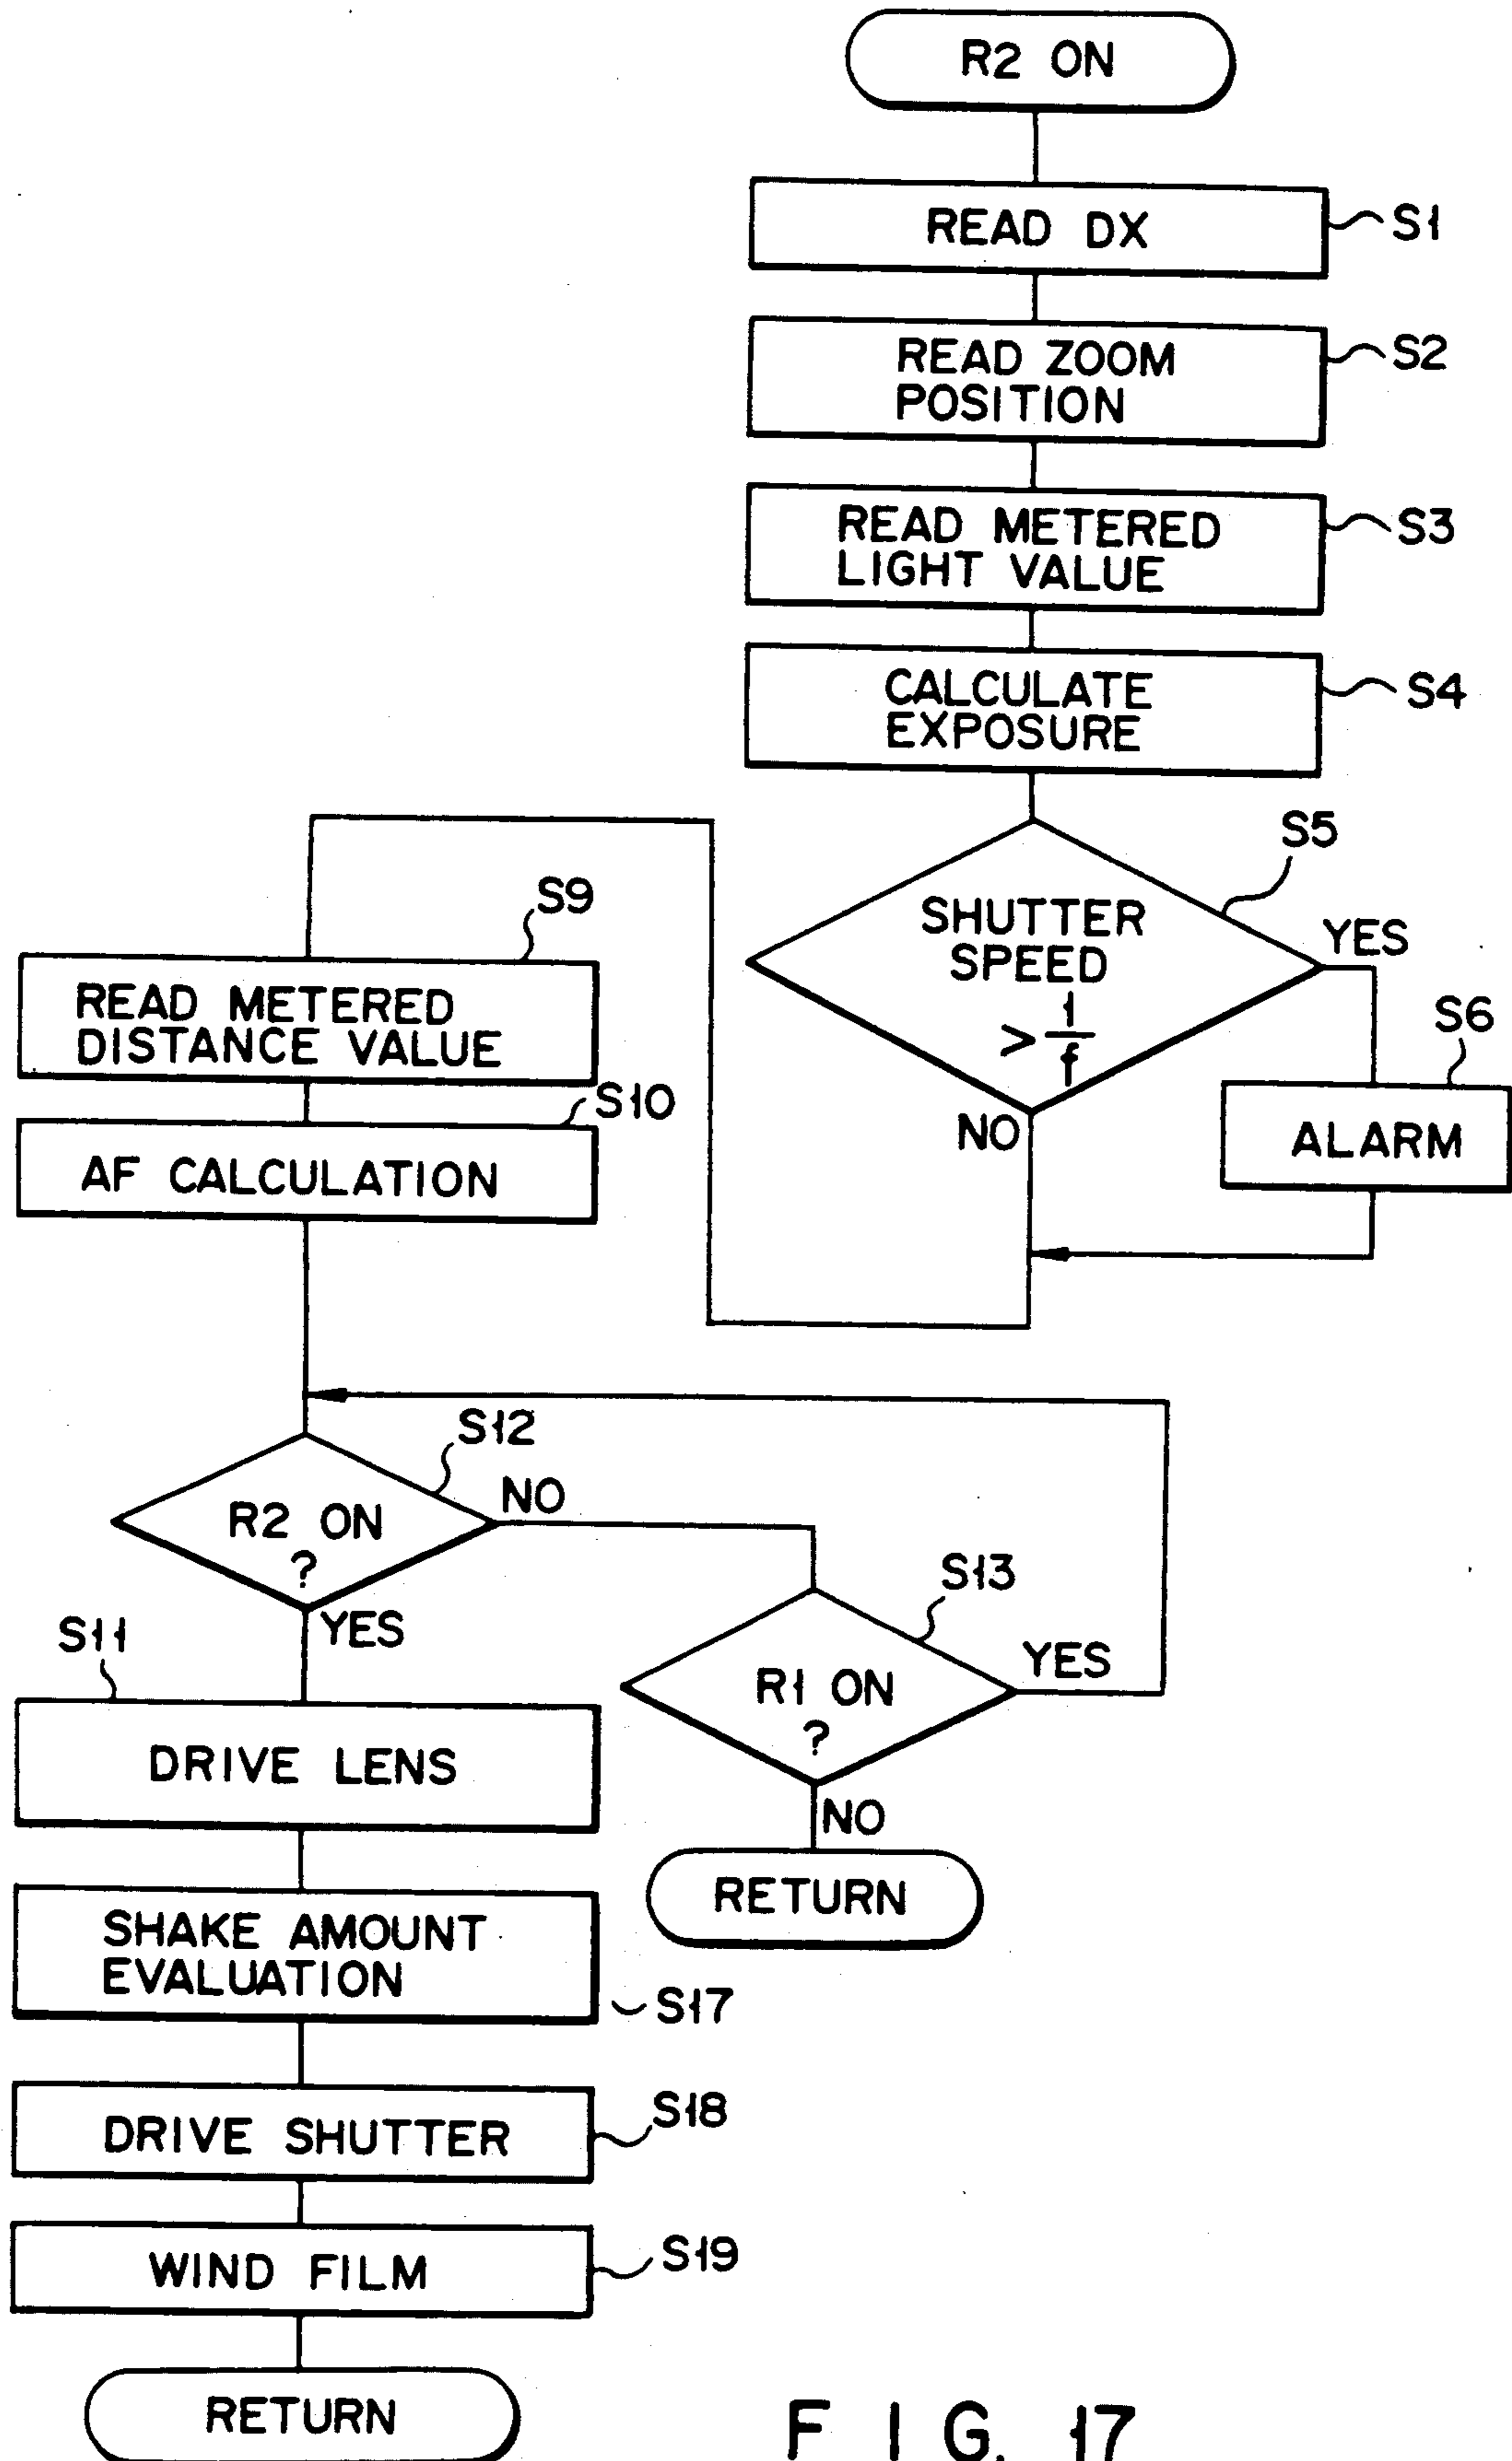 R2 ON
READ DX
S1
READ ZOOM
POSITION
S2
READ METERED
LIGHT VALUE
S3
CALCULATE
EXPOSURE
S4
S5
SHUTTER
SPEED
> 1/f
YES
NO
S6
ALARM
S9
READ METERED
DISTANCE VALUE
S10
AF CALCULATION
S12
R2 ON
?
NO
YES
S13
R1 ON
?
YES
NO
RETURN
S11
DRIVE LENS
SHAKE AMOUNT
EVALUATION
S17
DRIVE SHUTTER
S18
WIND FILM
S19
RETURN
FIG. 17